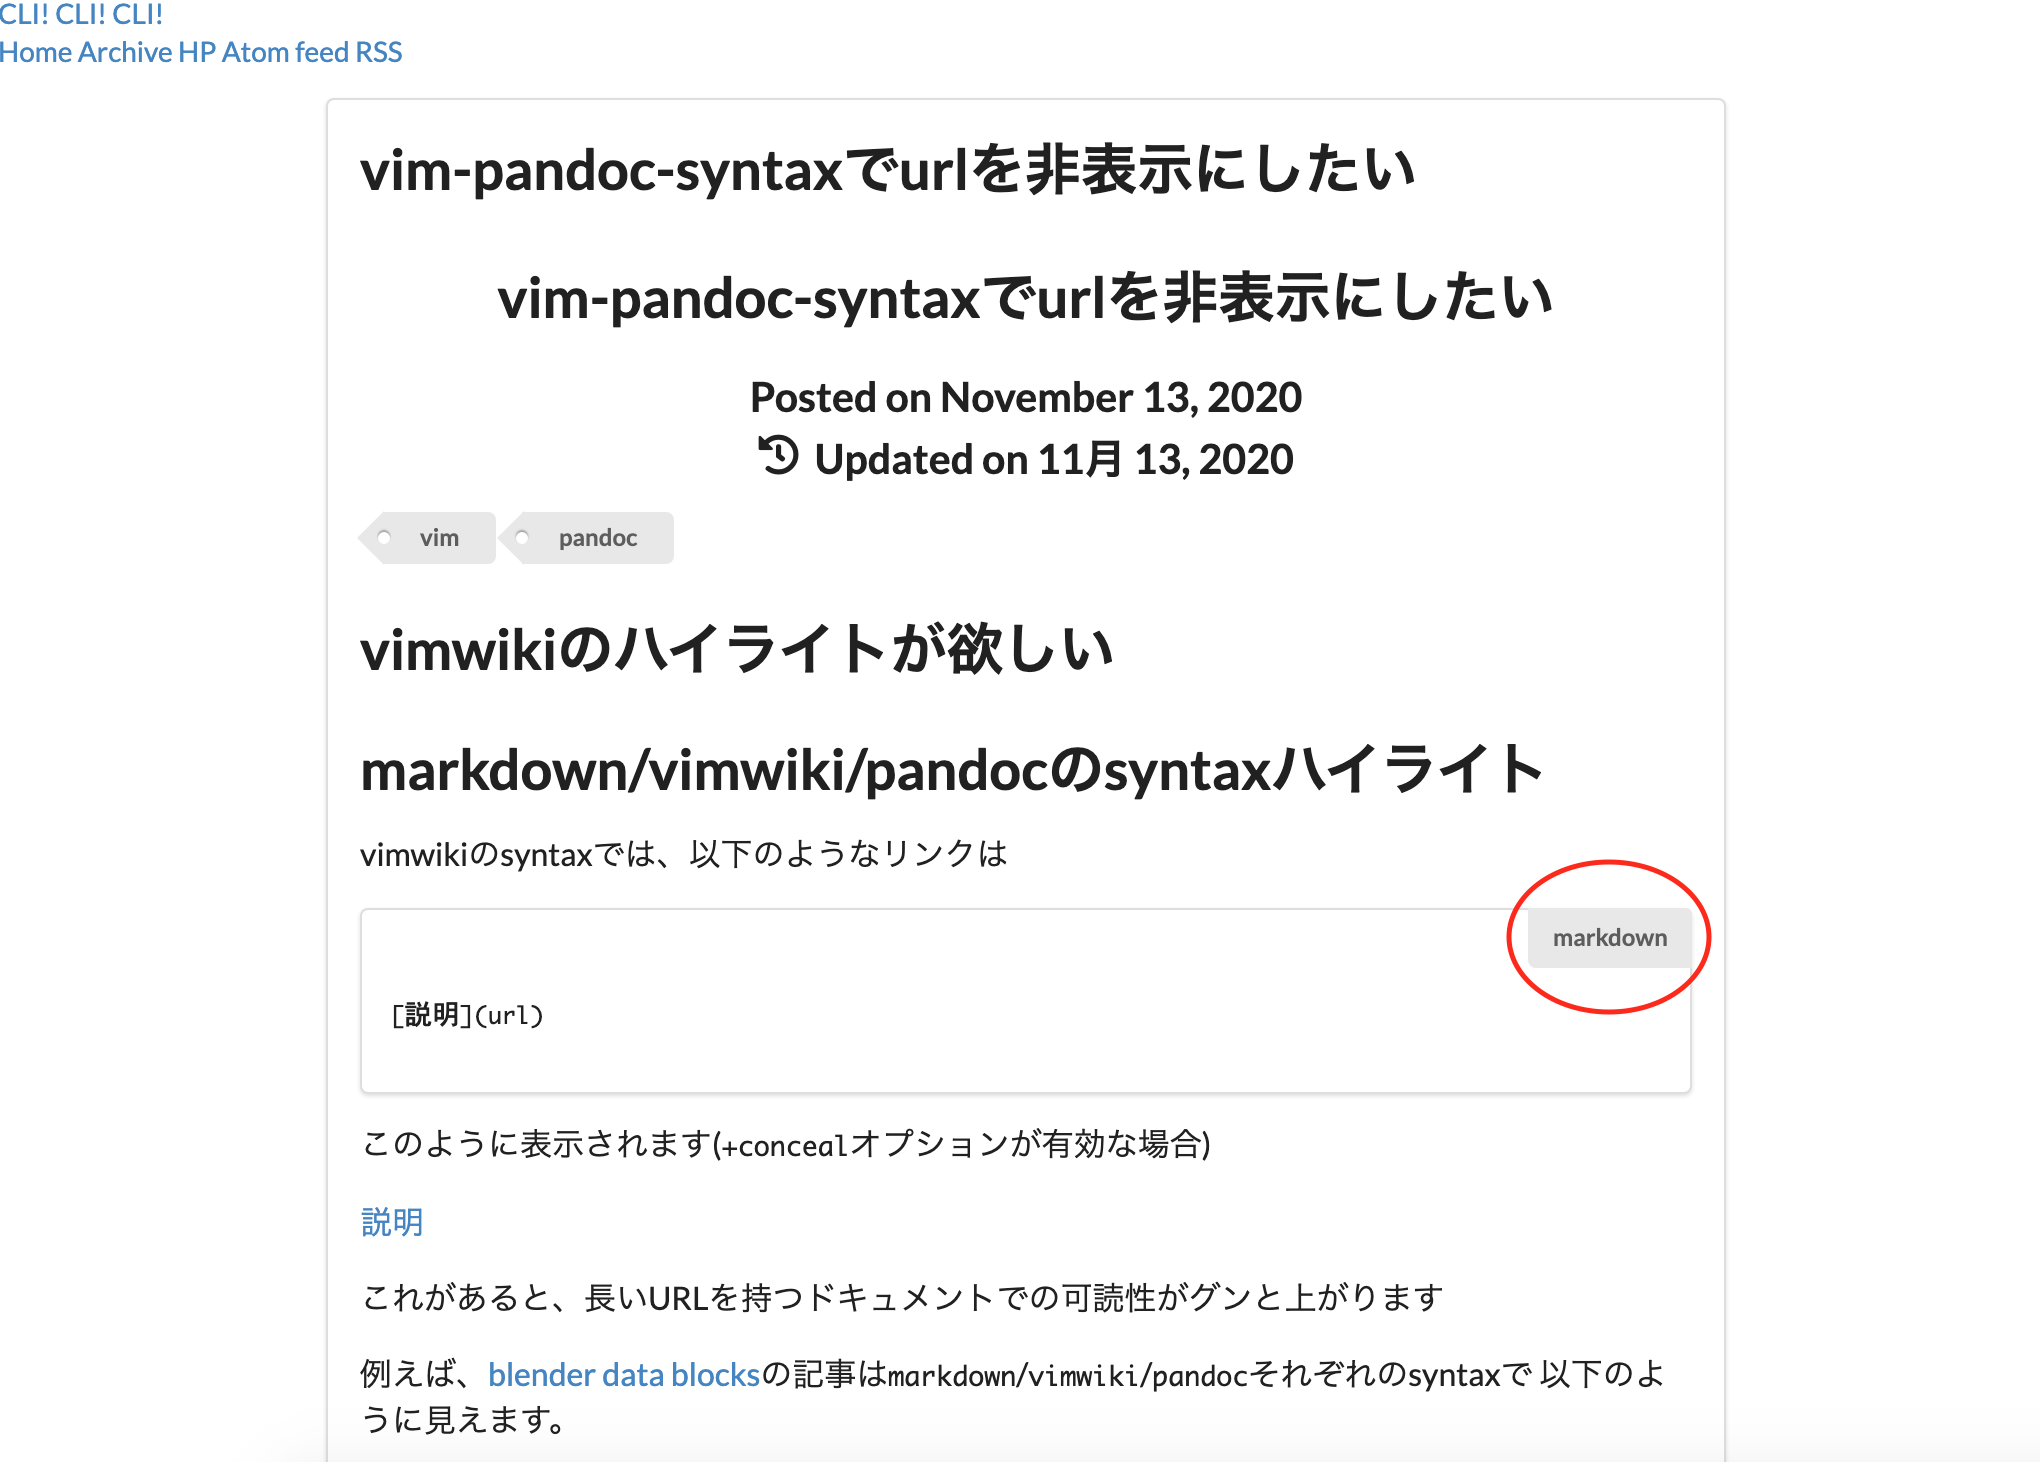 CLI! CLI! CLI!
Home Archive HP Atom feed RSS
vim-pandoc-syntaxでurlを非表示にしたい
vim-pandoc-syntaxでurlを非表示にしたい
Posted on November 13, 2020
Updated on 11月 13, 2020
vim pandoc
vimwikiのハイライトが欲しい
markdown/vimwiki/pandocのsyntaxハイライト
vimwikiのsyntaxでは、以下のようなリンクは
markdown
[説明](url)
このように表示されます(+concealオプションが有効な場合)
説明
これがあると、長いURLを持つドキュメントでの可読性がグンと上がります
例えば、blender data blocksの記事はmarkdown/vimwiki/pandocそれぞれのsyntaxで 以下のよ
うに見えます。